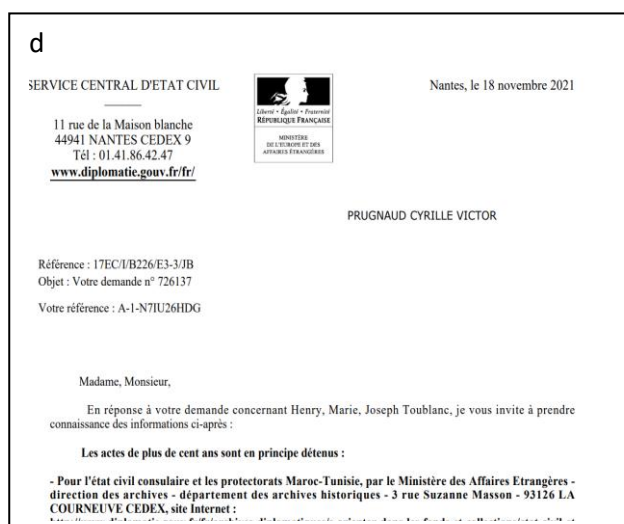 d
SERVICE CENTRAL D'ETAT CIVIL
11 rue de la Maison blanche
44941 NANTES CEDEX 9
Tél : 01.41.86.42.47
www.diplomatie.gouv.fr/fr/
Liberté • Égalité • Fraternité
RÉPUBLIQUE FRANÇAISE
MINISTÈRE
DE L'EUROPE ET DES
AFFAIRES ÉTRANGÈRES
Nantes, le 18 novembre 2021
PRUGNAUD CYRILLE VICTOR
Référence : 17EC/I/B226/E3-3/JB
Objet : Votre demande n° 726137
Votre référence : A-1-N7IU26HDG
Madame, Monsieur,
En réponse à votre demande concernant Henry, Marie, Joseph Toublanc, je vous invite à prendre
connaissance des informations ci-après :
Les actes de plus de cent ans sont en principe détenus :
- Pour l'état civil consulaire et les protectorats Maroc-Tunisie, par le Ministère des Affaires Etrangères -
direction des archives - département des archives historiques - 3 rue Suzanne Masson - 93126 LA
COURNEUVE CEDEX, site Internet :